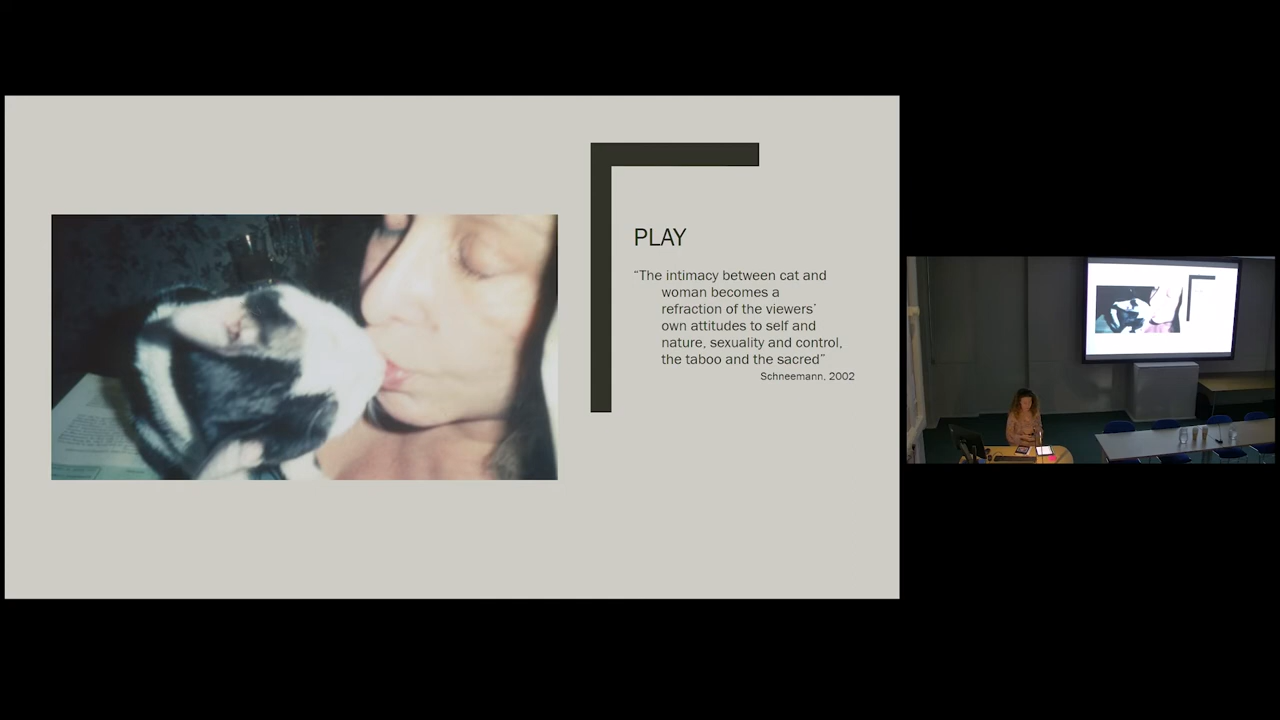 PLAY
“The intimacy between cat and
woman becomes a
refraction of the viewers’
own attitudes to self and
nature, sexuality and control,
the taboo and the sacred”
Schneemann. 2002